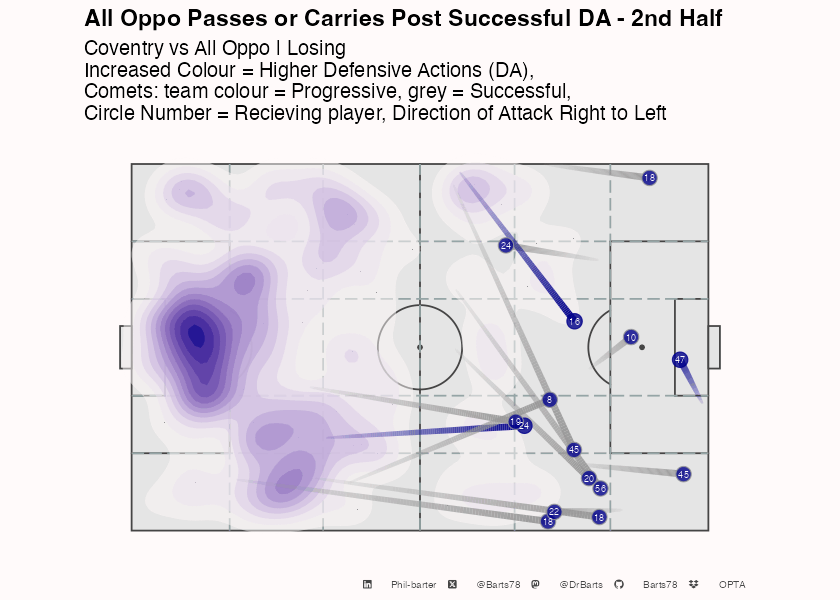 All Oppo Passes or Carries Post Successful DA - 2nd Half
Coventry vs All Oppo | Losing
Increased Colour = Higher Defensive Actions (DA),
Comets: team colour = Progressive, grey = Successful,
Circle Number = Recieving player, Direction of Attack Right to Left
18
24
16
10
47
8
24
45
20
45
56
22
18
18
Phil-barter @Barts78 @DrBarts Barts78 OPTA